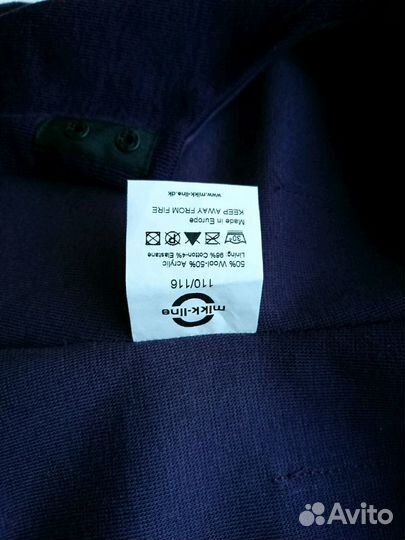 mikk-line
110/116
50% Wool-50% Acrylic
Lining: 96% Cotton-4% Elastane
30°
KEEP AWAY FROM FIRE
Made in Europe
www.mikk-line.dk
Avito